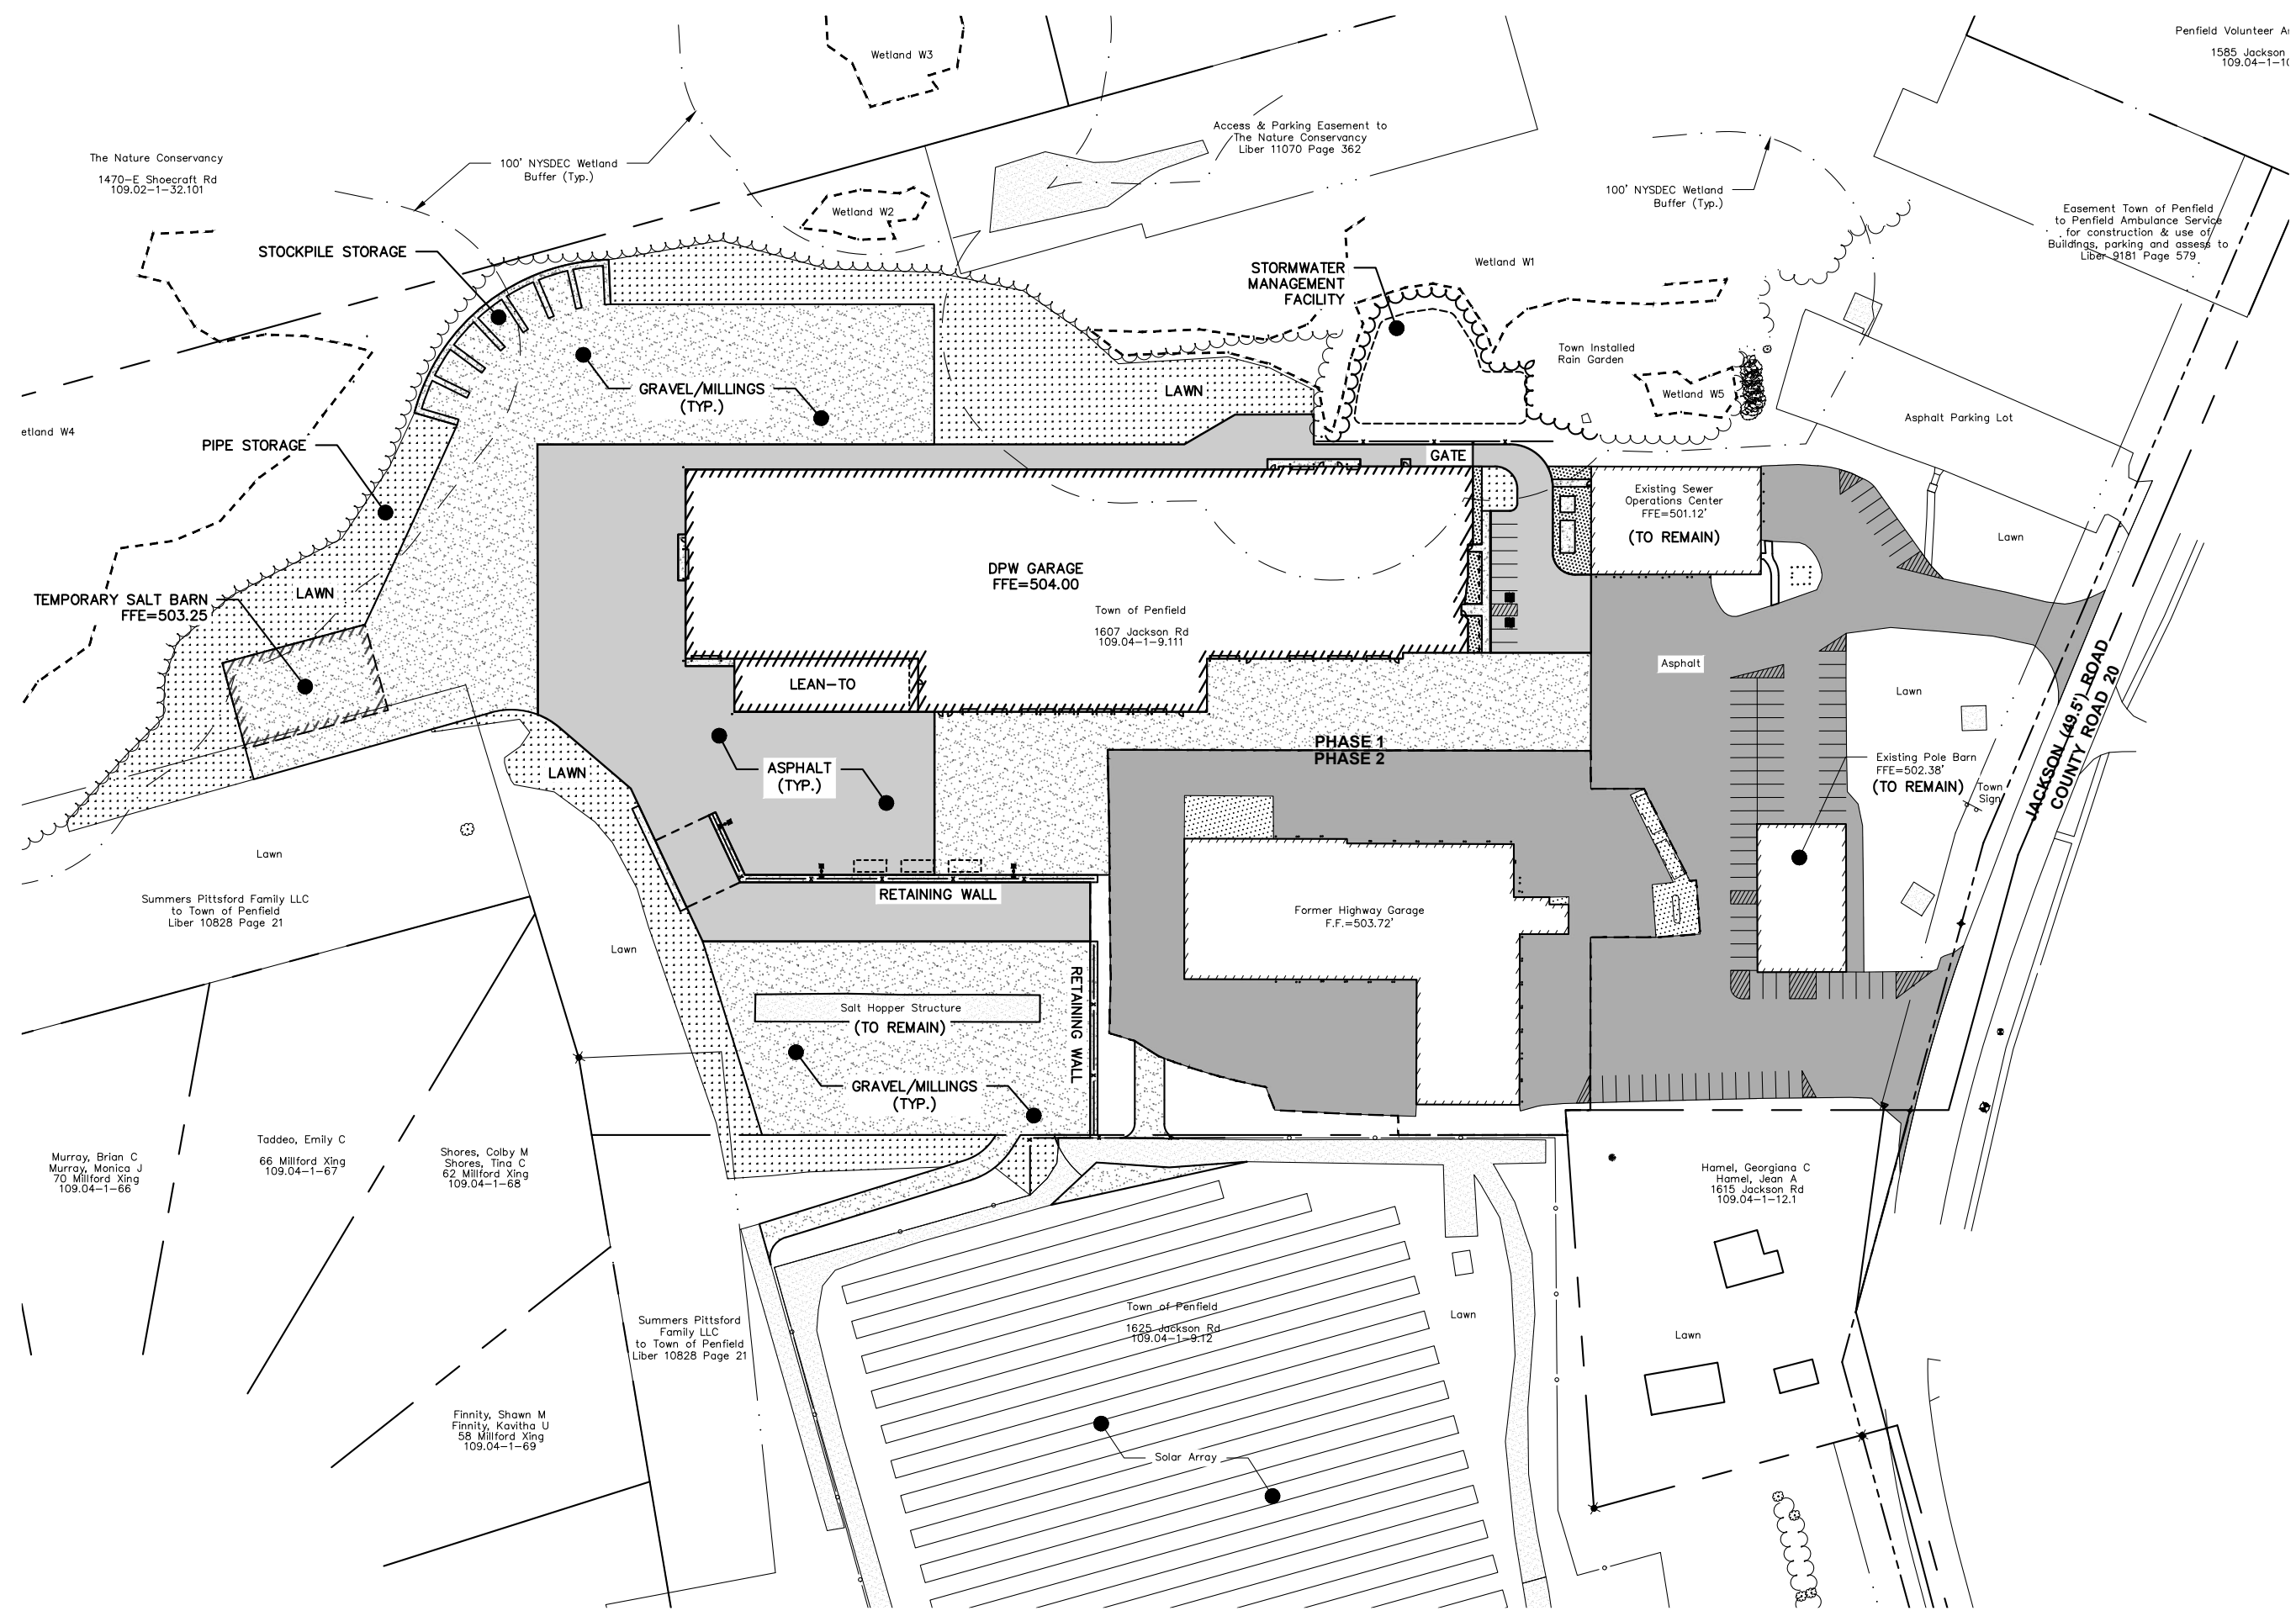 Wetland W3
Penfield Volunteer
1585 Jackson
109.04-1-10
Access & Parking Easement to
The Nature Conservancy
Liber 11070 Page 362
The Nature Conservancy
1470-E Shoecraft Rd
109.02-1-32.101
100' NYSDEC Wetland
Buffer (Typ.)
100' NYSDEC Wetland
Buffer (Typ.)
Wetland W2
Easement Town of Penfield
to Penfield Ambulance Service
for construction & use of
Buildings, parking and assess to
Liber 9181 Page 579
STOCKPILE STORAGE
STORMWATER
MANAGEMENT
FACILITY
Wetland W1
Town Installed
Rain Garden
Wetland W5
GRAVEL/MILLINGS
(TYP.)
LAWN
Asphalt Parking Lot
etland W4
PIPE STORAGE
GATE
Existing Sewer
Operations Center
FFE=501.12'
(TO REMAIN)
Lawn
DPW GARAGE
FFE=504.00
LAWN
TEMPORARY SALT BARN
FFE=503.25
Town of Penfield
1607 Jackson Rd
109.04-1-9.111
Asphalt
LEAN-TO
Lawn
JACKSON (49.5') ROAD
COUNTY ROAD 20
PHASE 1
PHASE 2
LAWN
ASPHALT
(TYP.)
Existing Pole Barn
FFE=502.38'
(TO REMAIN)
Town
Sign
Lawn
RETAINING WALL
Summers Pittsford Family LLC
to Town of Penfield
Liber 10828 Page 21
Former Highway Garage
F.F.=503.72'
Lawn
RETAINING WALL
Salt Hopper Structure
(TO REMAIN)
GRAVEL/MILLINGS
(TYP.)
Murray, Brian C
Murray, Monica J
70 Millford Xing
109.04-1-66
Taddeo, Emily C
66 Millford Xing
109.04-1-67
Shores, Colby M
Shores, Tina C
62 Millford Xing
109.04-1-68
Hamel, Georgiana C
Hamel, Jean A
1615 Jackson Rd
109.04-1-12.1
Summers Pittsford
Family LLC
to Town of Penfield
Liber 10828 Page 21
Town of Penfield
1625 Jackson Rd
109.04-1-9.12
Lawn
Lawn
Finnity, Shawn M
Finnity, Kavitha U
58 Millford Xing
109.04-1-69
Solar Array